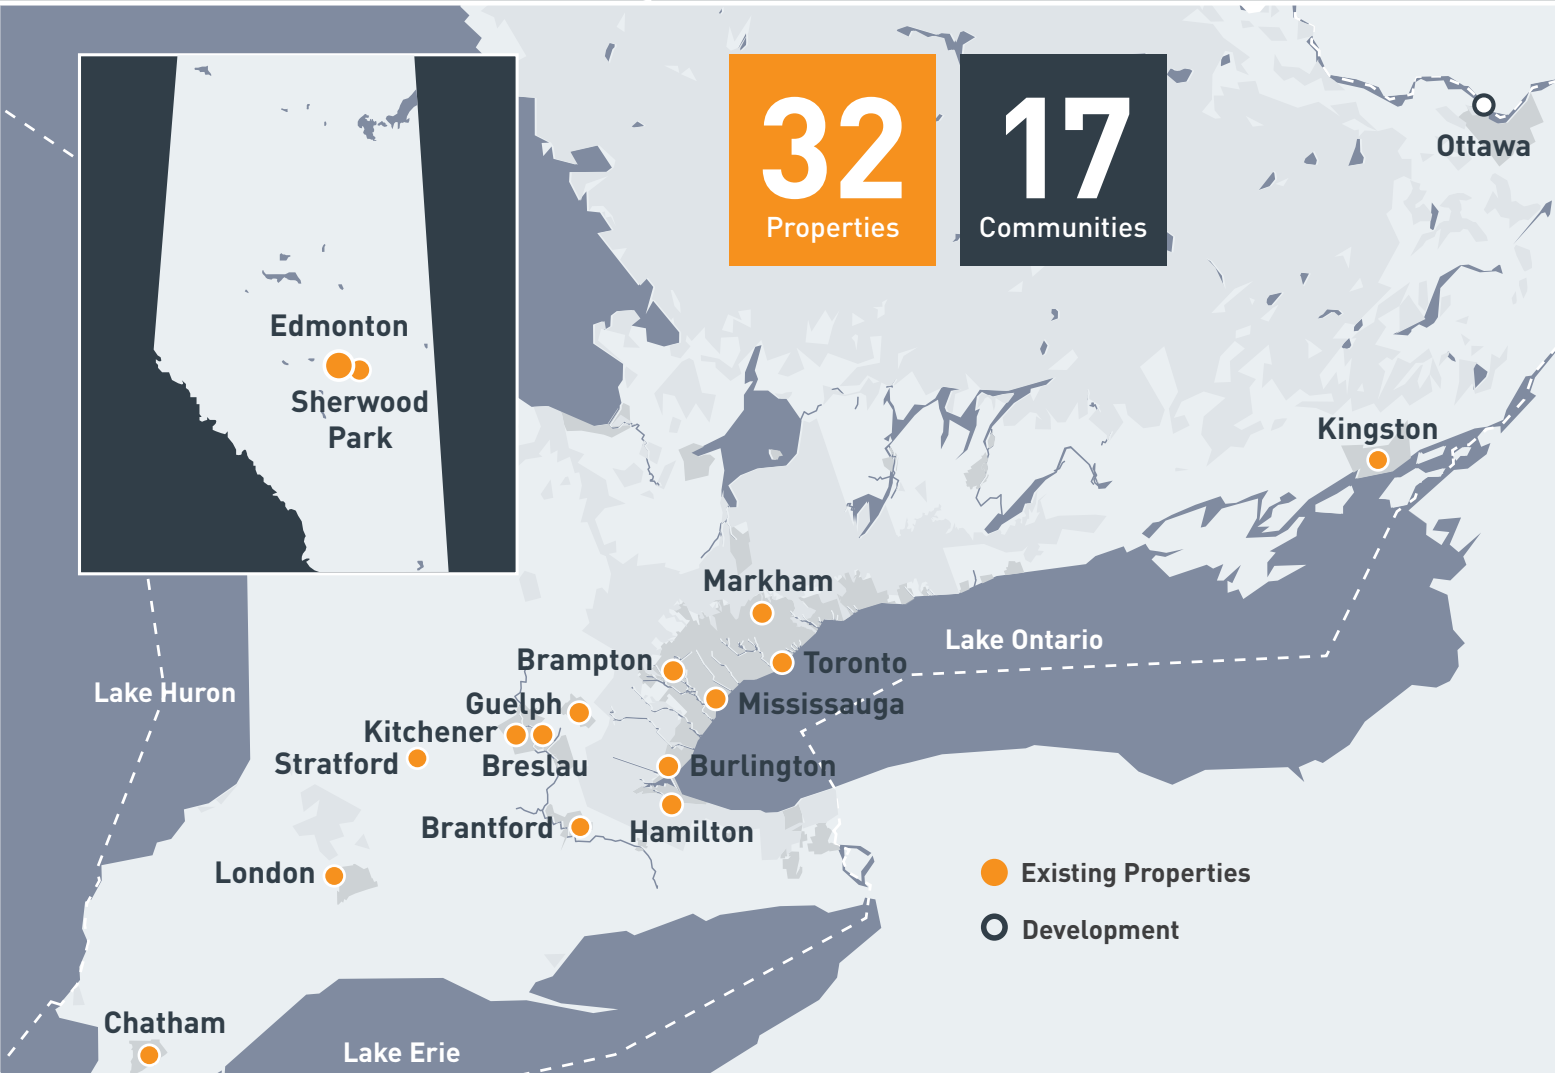 32
Properties
17
Communities
Ottawa
Edmonton
Sherwood
Park
Kingston
Markham
Lake Ontario
Brampton
Toronto
Lake Huron
Guelph
Mississauga
Kitchener
Stratford
Breslau
Burlington
Brantford
Hamilton
London
Existing Properties
Development
Chatham
Lake Erie